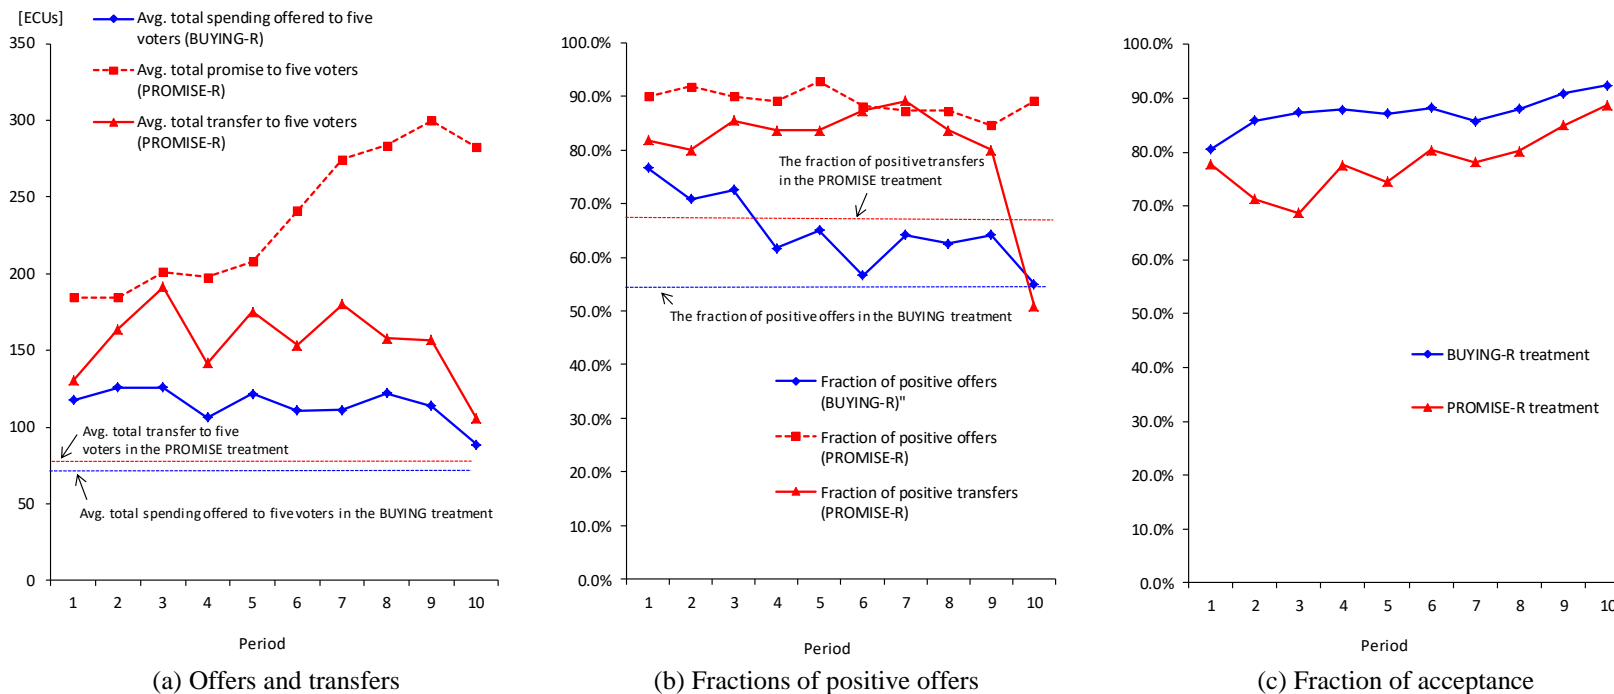 [ECUs]
Avg. total spending offered to five
voters (BUYING-R)
Avg. total promise to five voters
(PROMISE-R)
Avg. total transfer to five voters
(PROMISE-R)
350
300
250
200
150
100
50
0
Avg. total transfer to five
voters in the PROMISE treatment
Avg. total spending offered to five voters in the BUYING treatment
1 2 3 4 5 6 7 8 9 10
Period
(a) Offers and transfers
100.0%
90.0%
80.0%
70.0%
60.0%
50.0%
40.0%
30.0%
20.0%
10.0%
0.0%
The fraction of positive transfers
in the PROMISE treatment
The fraction of positive offers in the BUYING treatment
Fraction of positive offers
(BUYING-R)"
Fraction of positive offers
(PROMISE-R)
Fraction of positive transfers
(PROMISE-R)
1 2 3 4 5 6 7 8 9 10
Period
(b) Fractions of positive offers
100.0%
90.0%
80.0%
70.0%
60.0%
50.0%
40.0%
30.0%
20.0%
10.0%
0.0%
BUYING-R treatment
PROMISE-R treatment
1 2 3 4 5 6 7 8 9 10
Period
(c) Fraction of acceptance